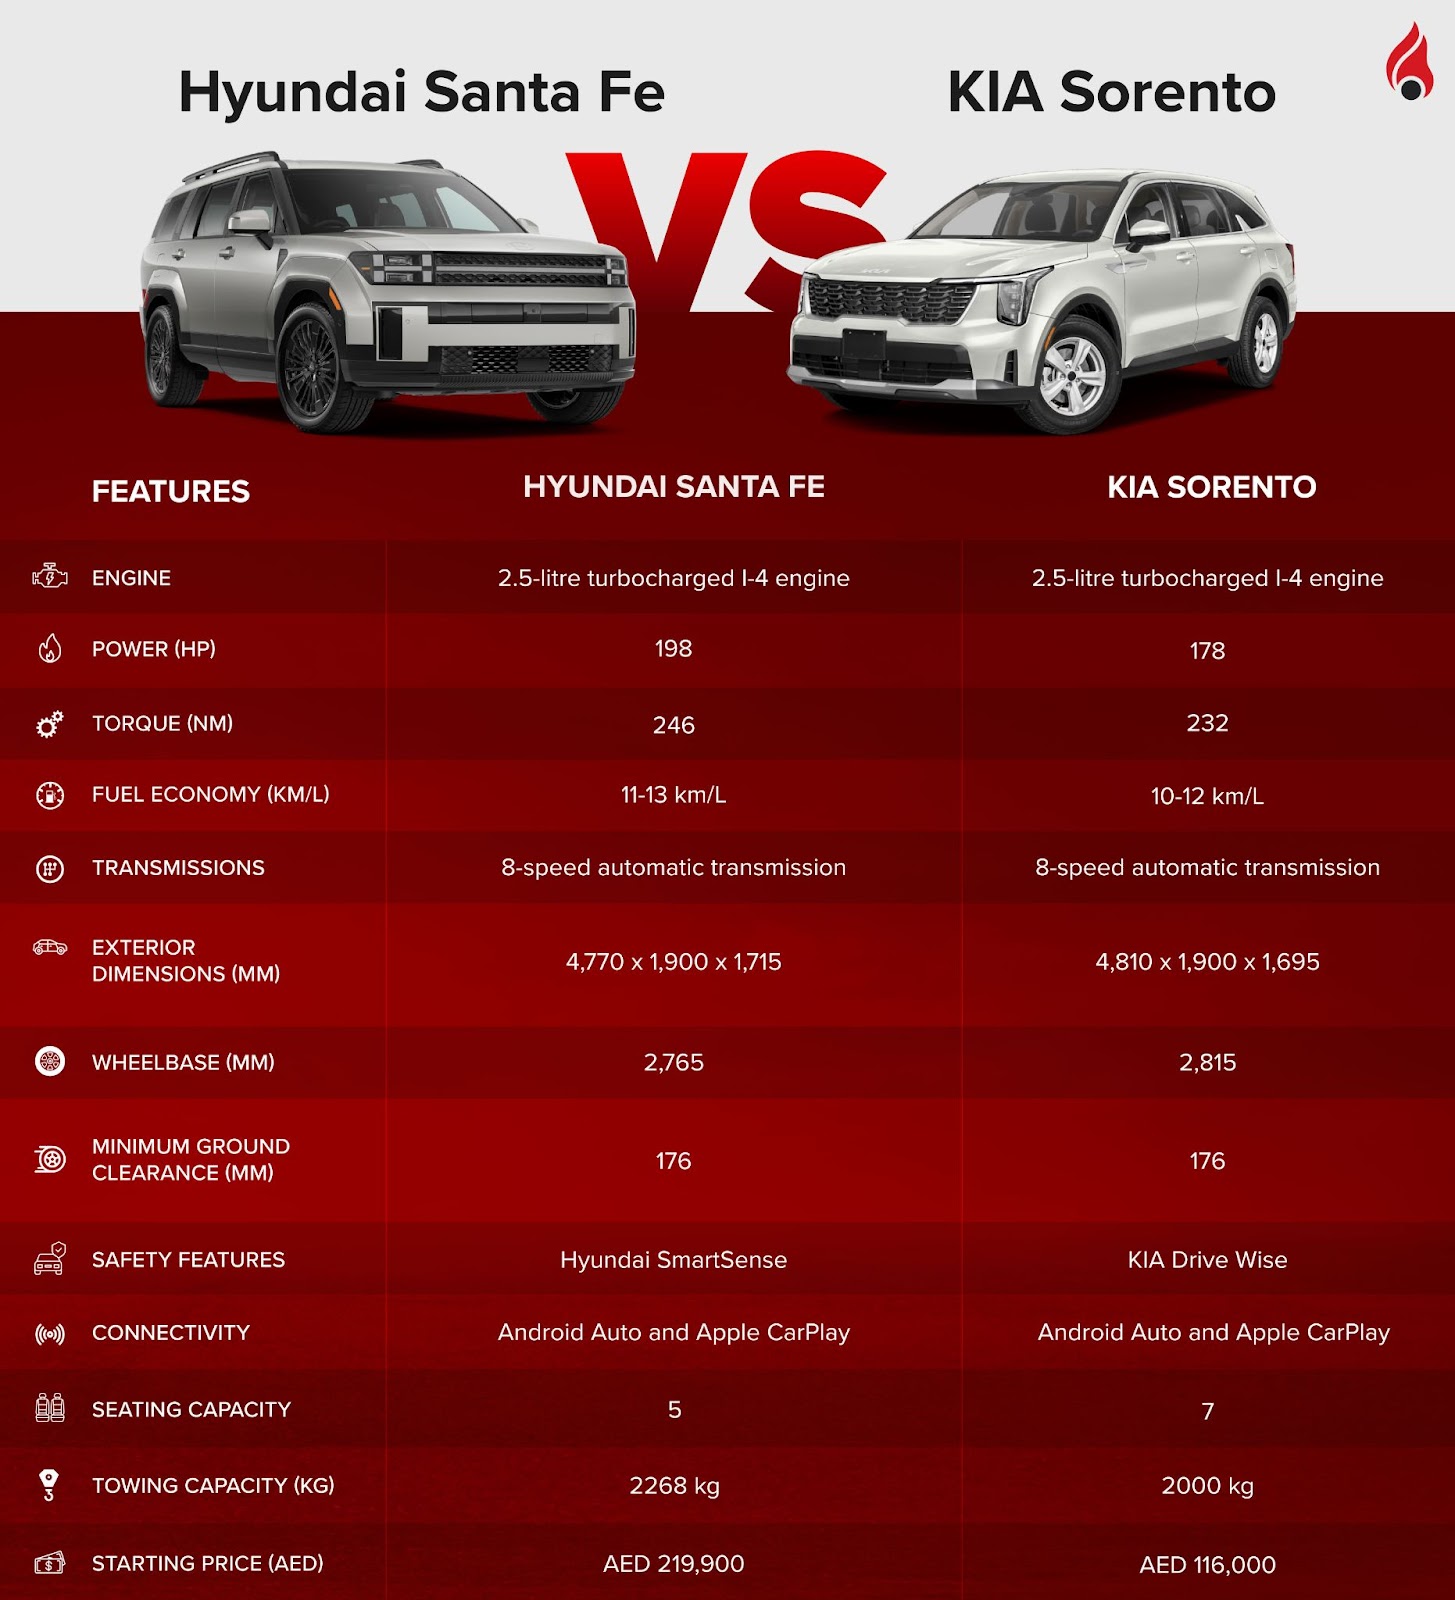 Hyundai Santa Fe
VS
KIA Sorento
FEATURES
HYUNDAI SANTA FE
KIA SORENTO
ENGINE
2.5-litre turbocharged I-4 engine
2.5-litre turbocharged I-4 engine
POWER (HP)
198
178
TORQUE (NM)
246
232
FUEL ECONOMY (KM/L)
11-13 km/L
10-12 km/L
TRANSMISSIONS
8-speed automatic transmission
8-speed automatic transmission
EXTERIOR
DIMENSIONS (MM)
4,770 x 1,900 x 1,715
4,810 x 1,900 x 1,695
WHEELBASE (MM)
2,765
2,815
MINIMUM GROUND
CLEARANCE (MM)
176
176
SAFETY FEATURES
Hyundai SmartSense
KIA Drive Wise
CONNECTIVITY
Android Auto and Apple CarPlay
Android Auto and Apple CarPlay
SEATING CAPACITY
5
7
TOWING CAPACITY (KG)
2268 kg
2000 kg
STARTING PRICE (AED)
AED 219,900
AED 116,000